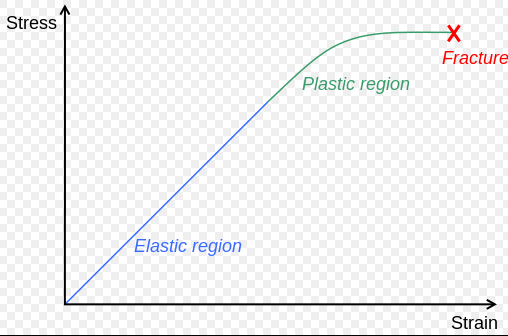 Stress
Fracture
Plastic region
Elastic region
Strain